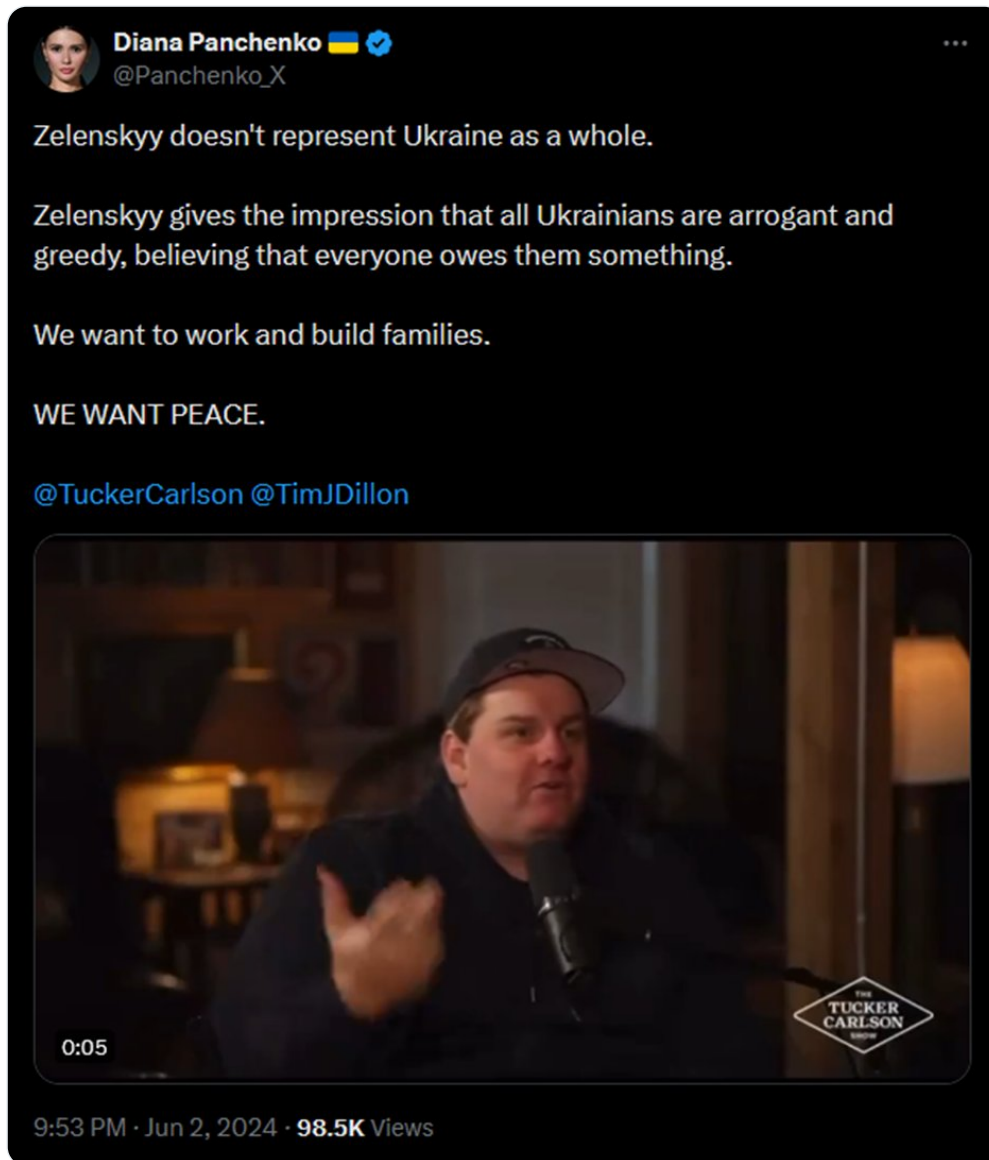 Diana Panchenko
@Panchenko_X
Zelenskyy doesn't represent Ukraine as a whole.
Zelenskyy gives the impression that all Ukrainians are arrogant and
greedy, believing that everyone owes them something.
We want to work and build families.
WE WANT PEACE.
@TuckerCarlson @TimJDillon
THE
TUCKER
CARLSON
SHOW
0:05
9:53 PM · Jun 2, 2024 · 98.5K Views